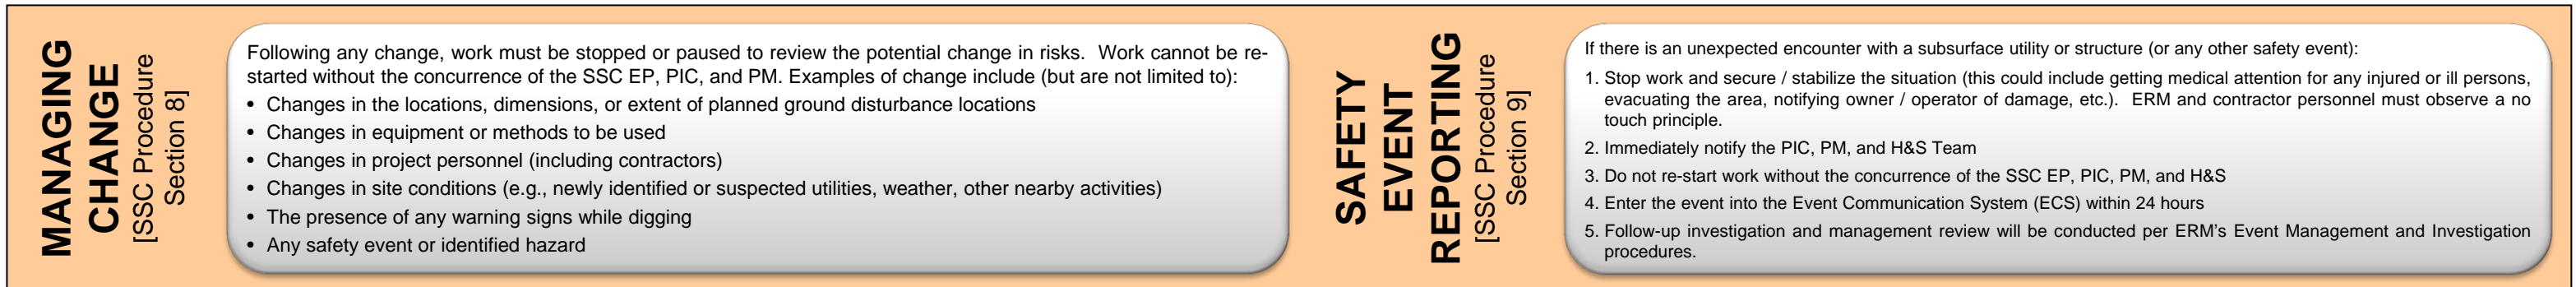 MANAGING
CHANGE
[SSC Procedure
Section 8]
Following any change, work must be stopped or paused to review the potential change in risks.  Work cannot be re-
started without the concurrence of the SSC EP, PIC, and PM. Examples of change include (but are not limited to):
• Changes in the locations, dimensions, or extent of planned ground disturbance locations
• Changes in equipment or methods to be used
• Changes in project personnel (including contractors)
• Changes in site conditions (e.g., newly identified or suspected utilities, weather, other nearby activities)
• The presence of any warning signs while digging
• Any safety event or identified hazard
SAFETY
EVENT
REPORTING
[SSC Procedure
Section 9]
If there is an unexpected encounter with a subsurface utility or structure (or any other safety event):
1. Stop work and secure / stabilize the situation (this could include getting medical attention for any injured or ill persons,
evacuating the area, notifying owner / operator of damage, etc.).  ERM and contractor personnel must observe a no
touch principle.
2. Immediately notify the PIC, PM, and H&S Team
3. Do not re-start work without the concurrence of the SSC EP, PIC, PM, and H&S
4. Enter the event into the Event Communication System (ECS) within 24 hours
5. Follow-up investigation and management review will be conducted per ERM’s Event Management and Investigation
procedures.